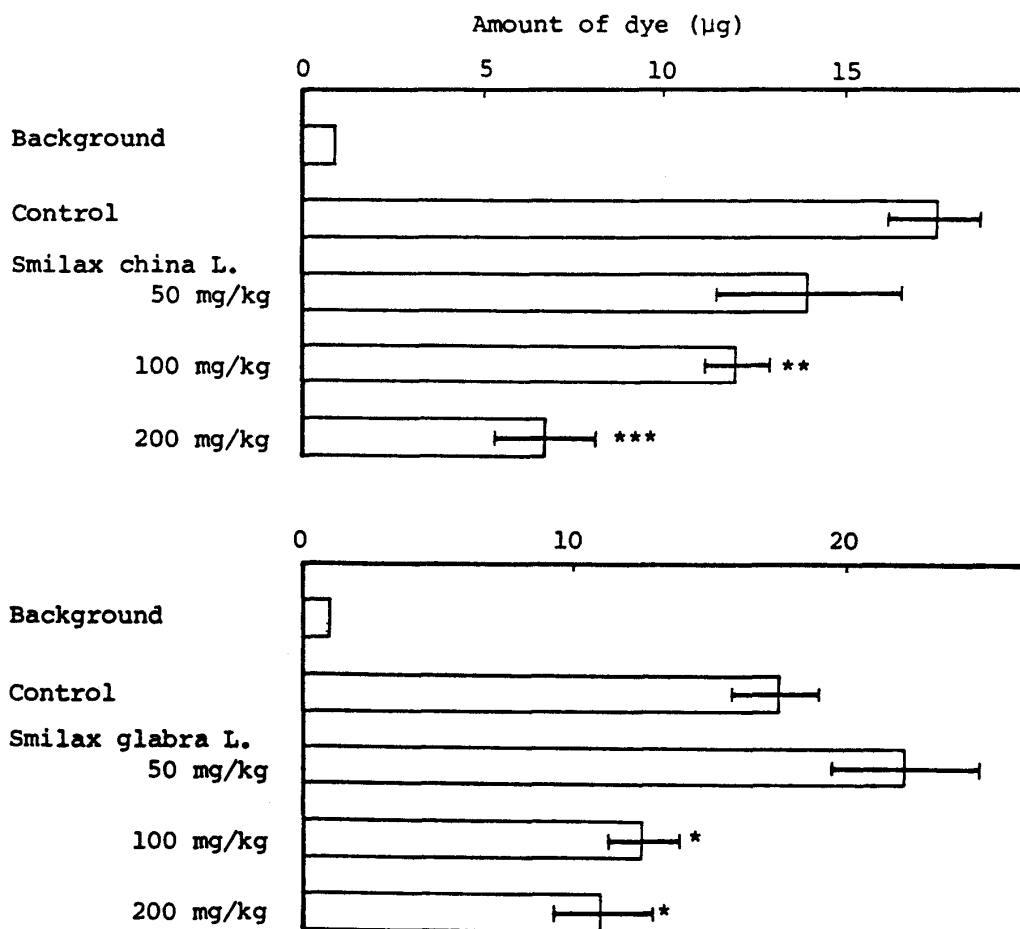 Amount of dye (µg)
0 5 10 15
Background
Control
Smilax china L.
50 mg/kg
100 mg/kg **
200 mg/kg ***
0 10 20
Background
Control
Smilax glabra L.
50 mg/kg
100 mg/kg *
200 mg/kg *